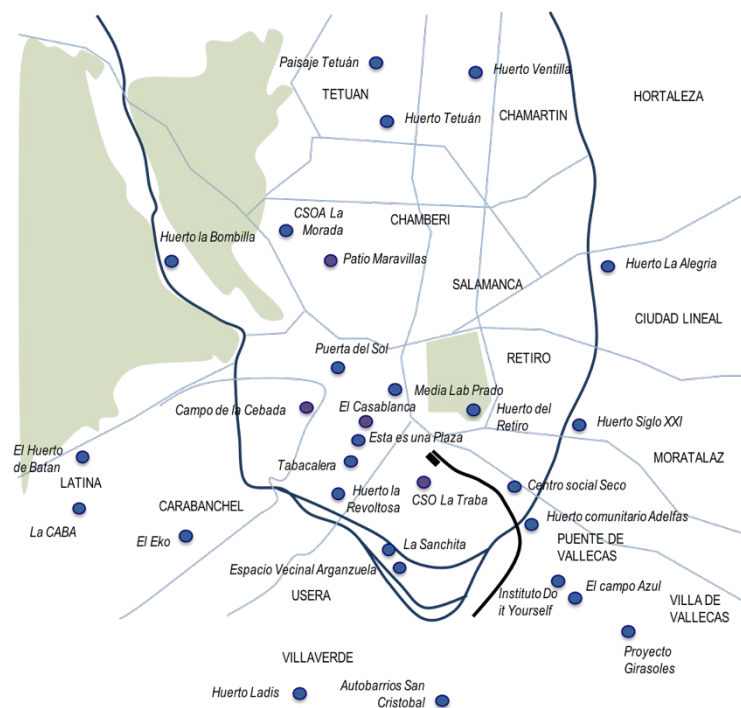 Paisaje Tetuán
Huerto Ventilla
TETUAN
HORTALEZA
Huerto Tetuán
CHAMARTIN
CSOA La
Morada
CHAMBERI
Huerto la Bombilla
Patio Maravillas
Huerto La Alegria
SALAMANCA
CIUDAD LINEAL
Puerta del Sol
RETIRO
Media Lab Prado
Campo de la Cebada
El Casablanca
Huerto del
Retiro
Huerto Siglo XXI
Esta es una Plaza
El Huerto
de Batan
MORATALAZ
Tabacalera
LATINA
CSO La Traba
Centro social Seco
Huerto la
Revoltosa
CARABANCHEL
La CABA
El Eko
Huerto comunitario Adelfas
PUENTE DE
VALLECAS
La Sanchita
Espacio Vecinal Arganzuela
USERA
Instituto Do
it Yourself
El campo Azul
VILLA DE
VALLECAS
Proyecto
Girasoles
VILLAVERDE
Huerto Ladis
Autobarrios San
Cristobal